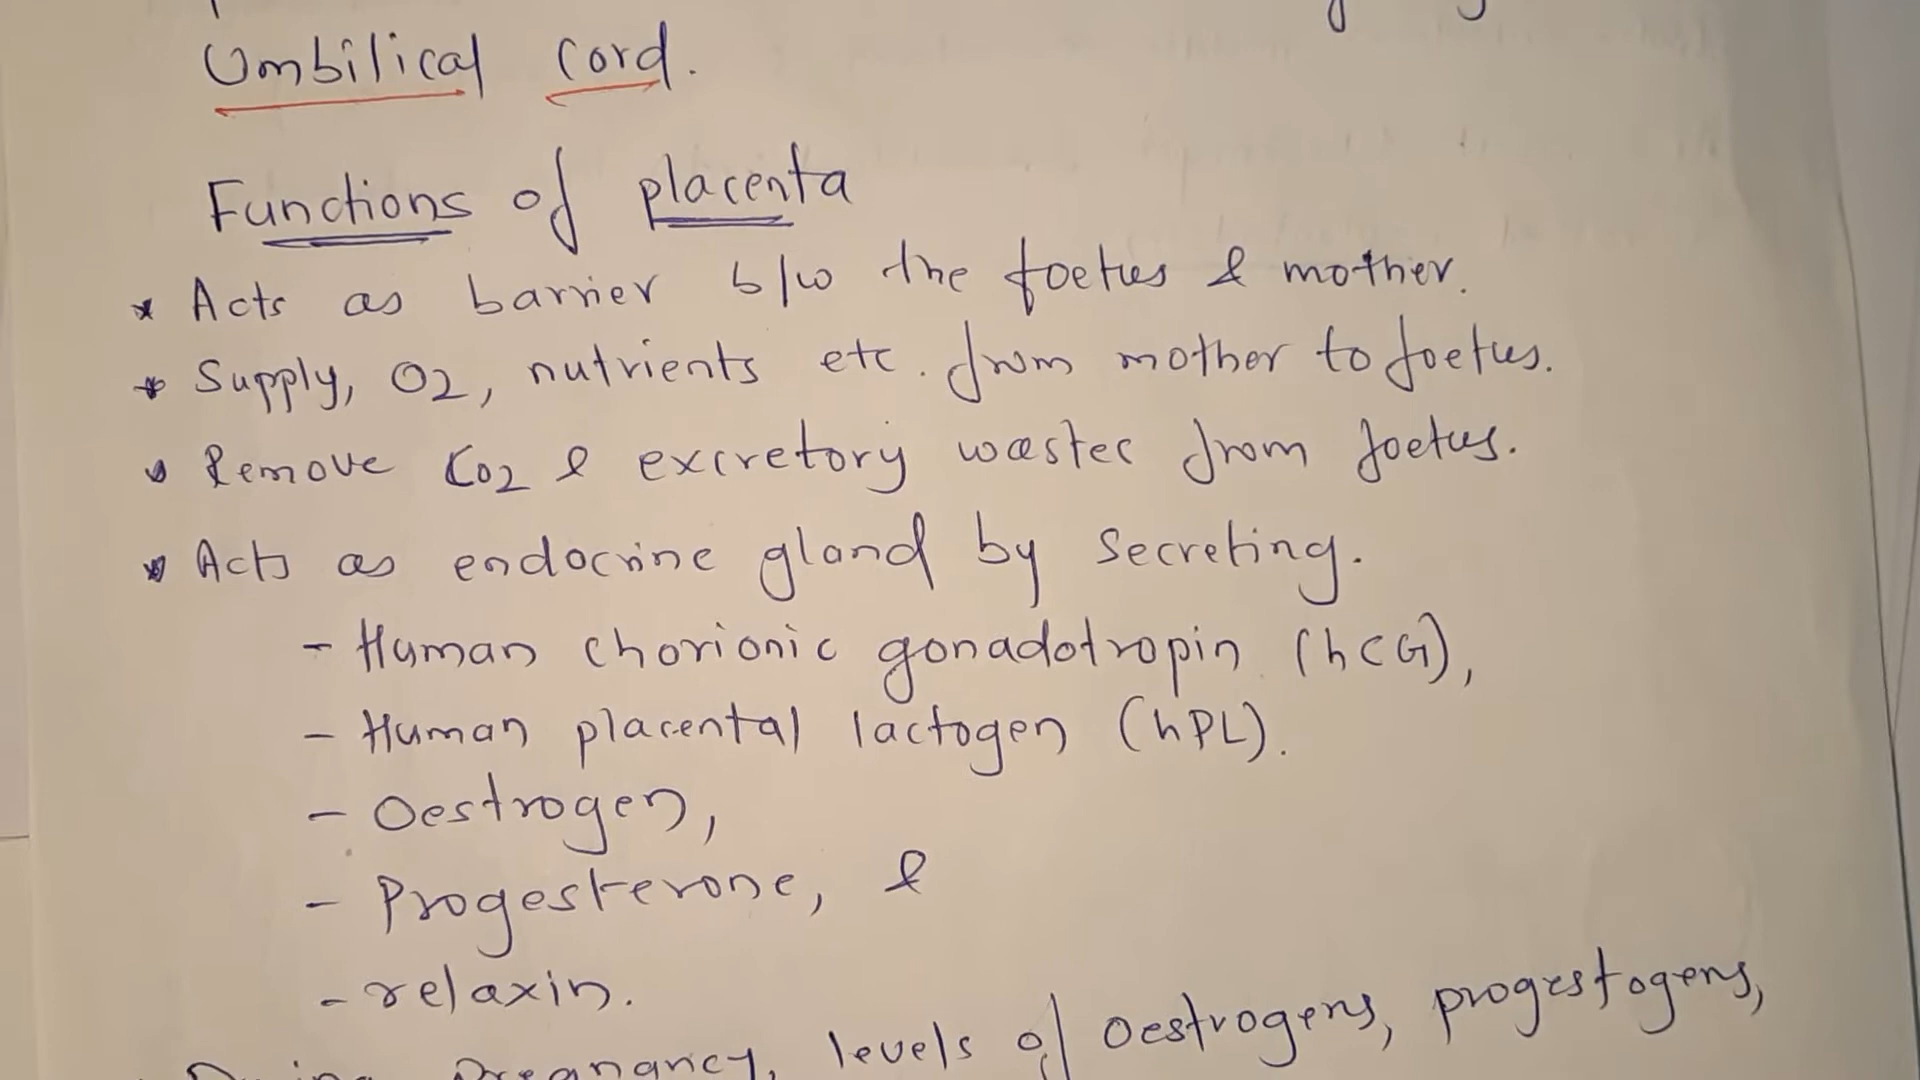 Umbilical cord.
Functions of placenta
* Acts as barrier b/w the foetus & mother.
* Supply, O2, nutrients etc. from mother to foetus.
* Remove CO2 & excretory wastes from foetus.
* Acts as endocrine gland by secreting.
- Human chorionic gonadotropin (hCG),
- Human placental lactogen (hPL).
- Oestrogen,
- Progesterone, &
- relaxin.
During pregnancy, levels of oestrogens, progestogens,